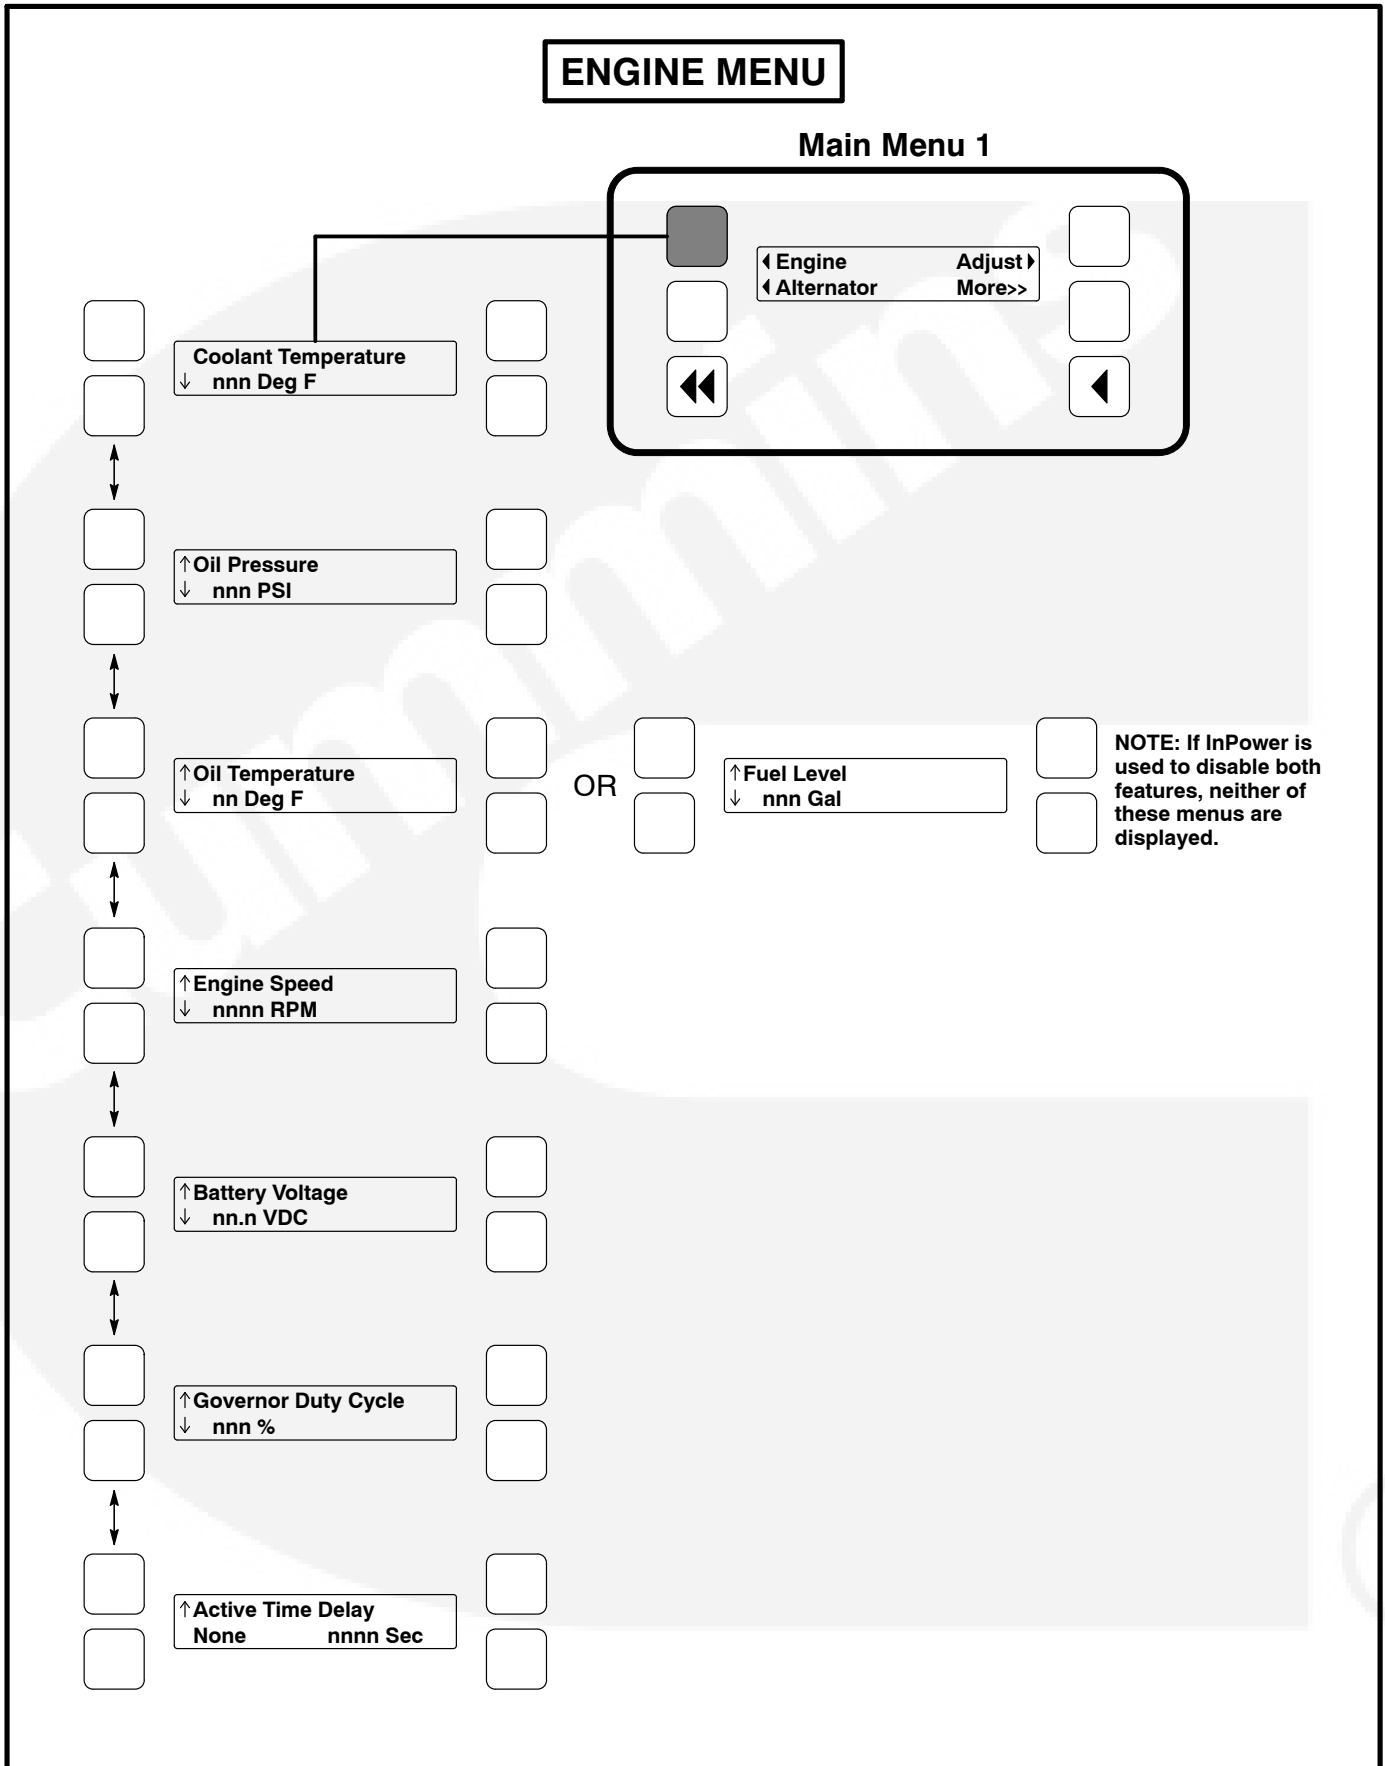 ENGINE MENU
Main Menu 1
Engine Adjust
Alternator More>>
Coolant Temperature
↓ nnn Deg F
↑Oil Pressure
↓ nnn PSI
↑Oil Temperature
↓ nn Deg F
OR
↑Fuel Level
↓ nnn Gal
NOTE: If InPower is
used to disable both
features, neither of
these menus are
displayed.
↑Engine Speed
↓ nnnn RPM
↑Battery Voltage
↓ nn.n VDC
↑Governor Duty Cycle
↓ nnn %
↑Active Time Delay
None nnnn Sec
Cummins